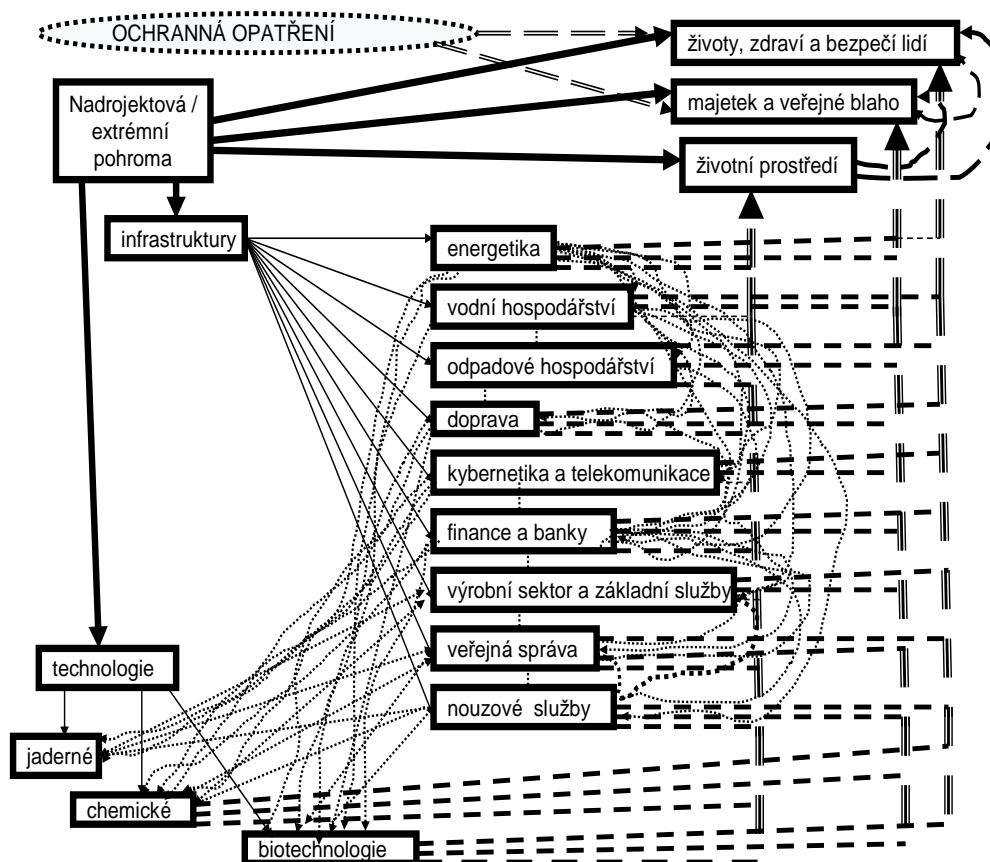 OCHRANNÁ OPATŘENÍ
životy, zdraví a bezpečí lidí
Nadrojektová /
extrémní
pohroma
majetek a veřejné blaho
životní prostředí
infrastruktury
energetika
vodní hospodářství
odpadové hospodářství
doprava
kybernetika a telekomunikace
finance a banky
výrobní sektor a základní služby
veřejná správa
technologie
nouzové služby
jaderné
chemické
biotechnologie